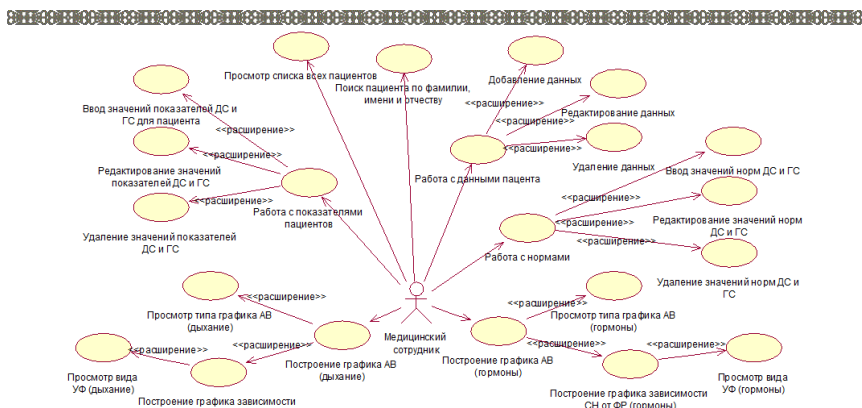 Просмотр списка всех пациентов
Поиск пациента по фамилии,
имени и отчеству
Добавление данных
<<расширение>>
Редактирование данных
<<расширение>>
Удаление данных
<<расширение>>
Работа с данными пацента
Ввод значений показателей ДС и
ГС для пациента
<<расширение>>
Редактирование значений
показателей ДС и ГС
<<расширение>>
Удаление значений показателей
ДС и ГС
<<расширение>>
Работа с показателями
пациентов
Ввод значений норм ДС и ГС
<<расширение>>
Редактирование значений норм
ДС и ГС
<<расширение>>
Удаление значений норм ДС и
ГС
<<расширение>>
Работа с нормами
Медицинский
сотрудник
Просмотр типа графика АВ
(дыхание)
<<расширение>>
Построение графика АВ
(дыхание)
<<расширение>>
Построение графика зависимости
<<расширение>>
Просмотр вида
УФ (дыхание)
Просмотр типа графика АВ
(гормоны)
<<расширение>>
Построение графика АВ
(гормоны)
<<расширение>>
Построение графика зависимости
СН от ФР (гормоны)
<<расширение>>
Просмотр вида
УФ (гормоны)